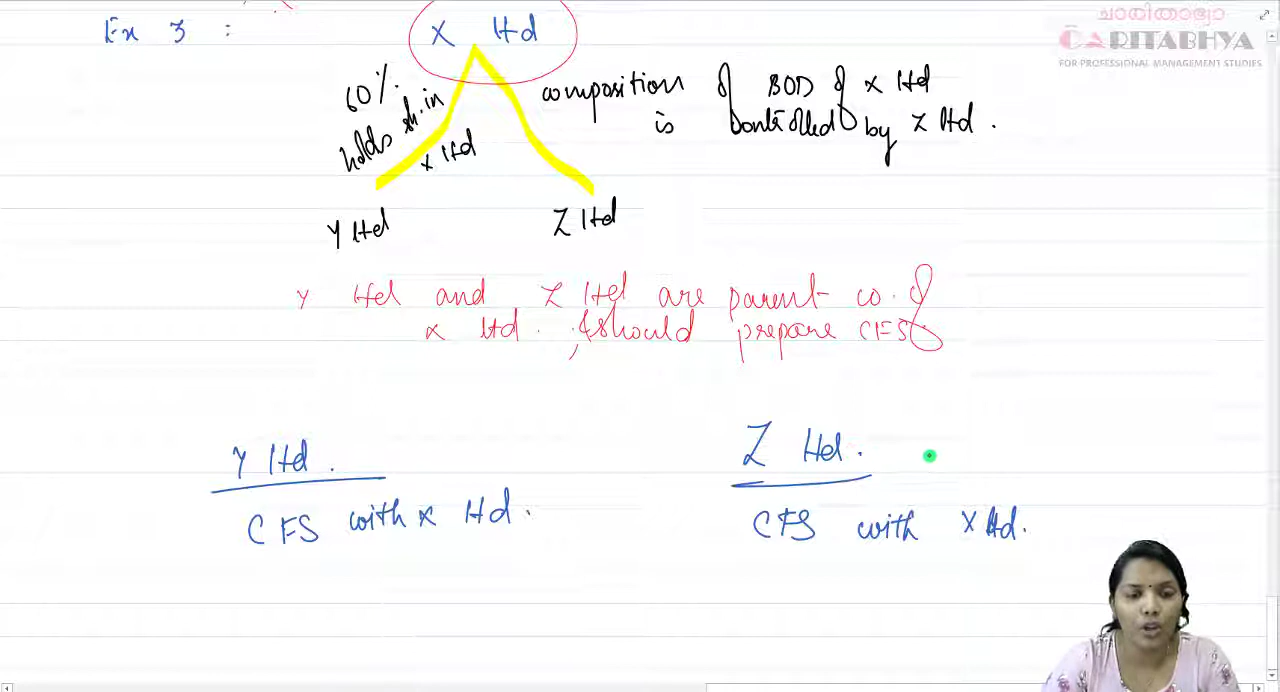 ചാരിതാഭ്യാ
CARITABHYA
FOR PROFESSIONAL MANAGEMENT STUDIES
Ex 3 :
X Ltd
60%
holds sh. in
X Ltd
composition of BOD of X Ltd
is controlled by Z Ltd.
Y Ltd
Z Ltd
Y Ltd and Z Ltd are parent co. of
X Ltd. , & should prepare CFS
Y Ltd.
CFS with X Ltd.
Z Ltd.
CFS with X Ltd.